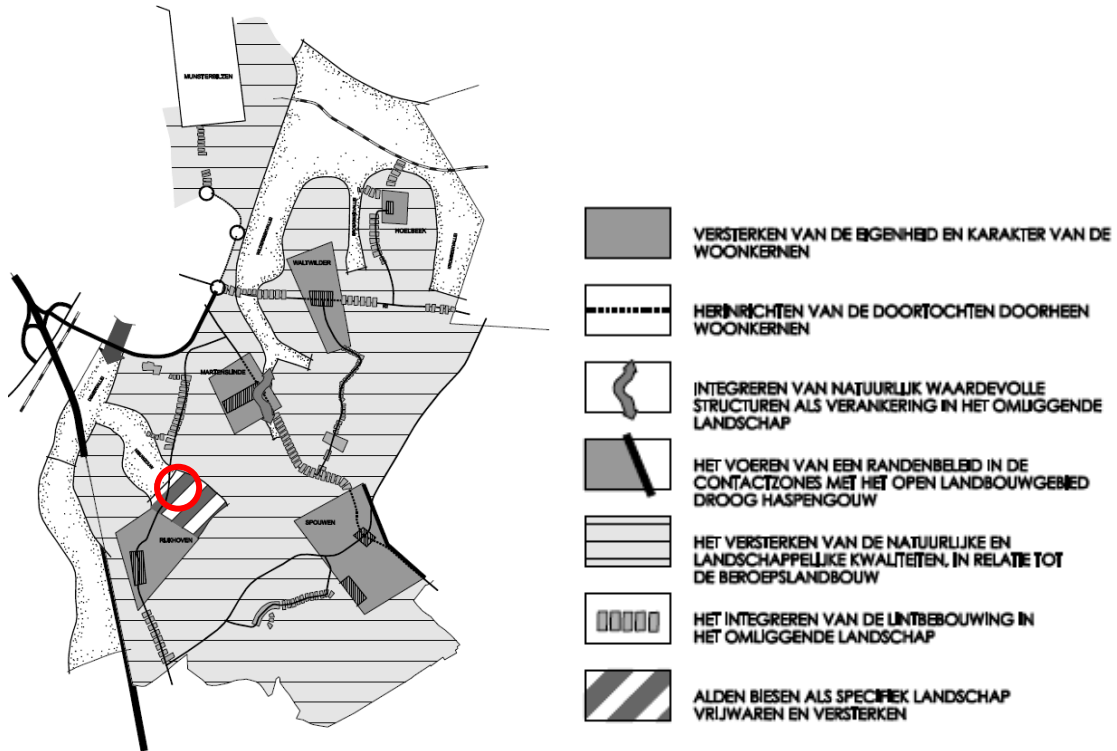 MUNSTERBILZEN
HOELBEEK
WALTWILDER
MARTENSLINDE
SPOUWEN
RIJKHOVEN
VERSTERKEN VAN DE EIGENHEID EN KARAKTER VAN DE
WOONKERNEN
HERINRICHTEN VAN DE DOORTOCHTEN DOORHEEN
WOONKERNEN
INTEGREREN VAN NATUURLIJK WAARDEVOLLE
STRUCTUREN ALS VERANKERING IN HET OMLIGGENDE
LANDSCHAP
HET VOEREN VAN EEN RANDENBELEID IN DE
CONTACTZONES MET HET OPEN LANDBOUWGEBIED
DROOG HASPENGOUW
HET VERSTERKEN VAN DE NATUURLIJKE EN
LANDSCHAPPELIJKE KWALITEITEN, IN RELATIE TOT
DE BEROEPSLANDBOUW
HET INTEGREREN VAN DE LINTBEBOUWING IN
HET OMLIGGENDE LANDSCHAP
ALDEN BIESEN ALS SPECIFIEK LANDSCHAP
VRIJWAREN EN VERSTERKEN